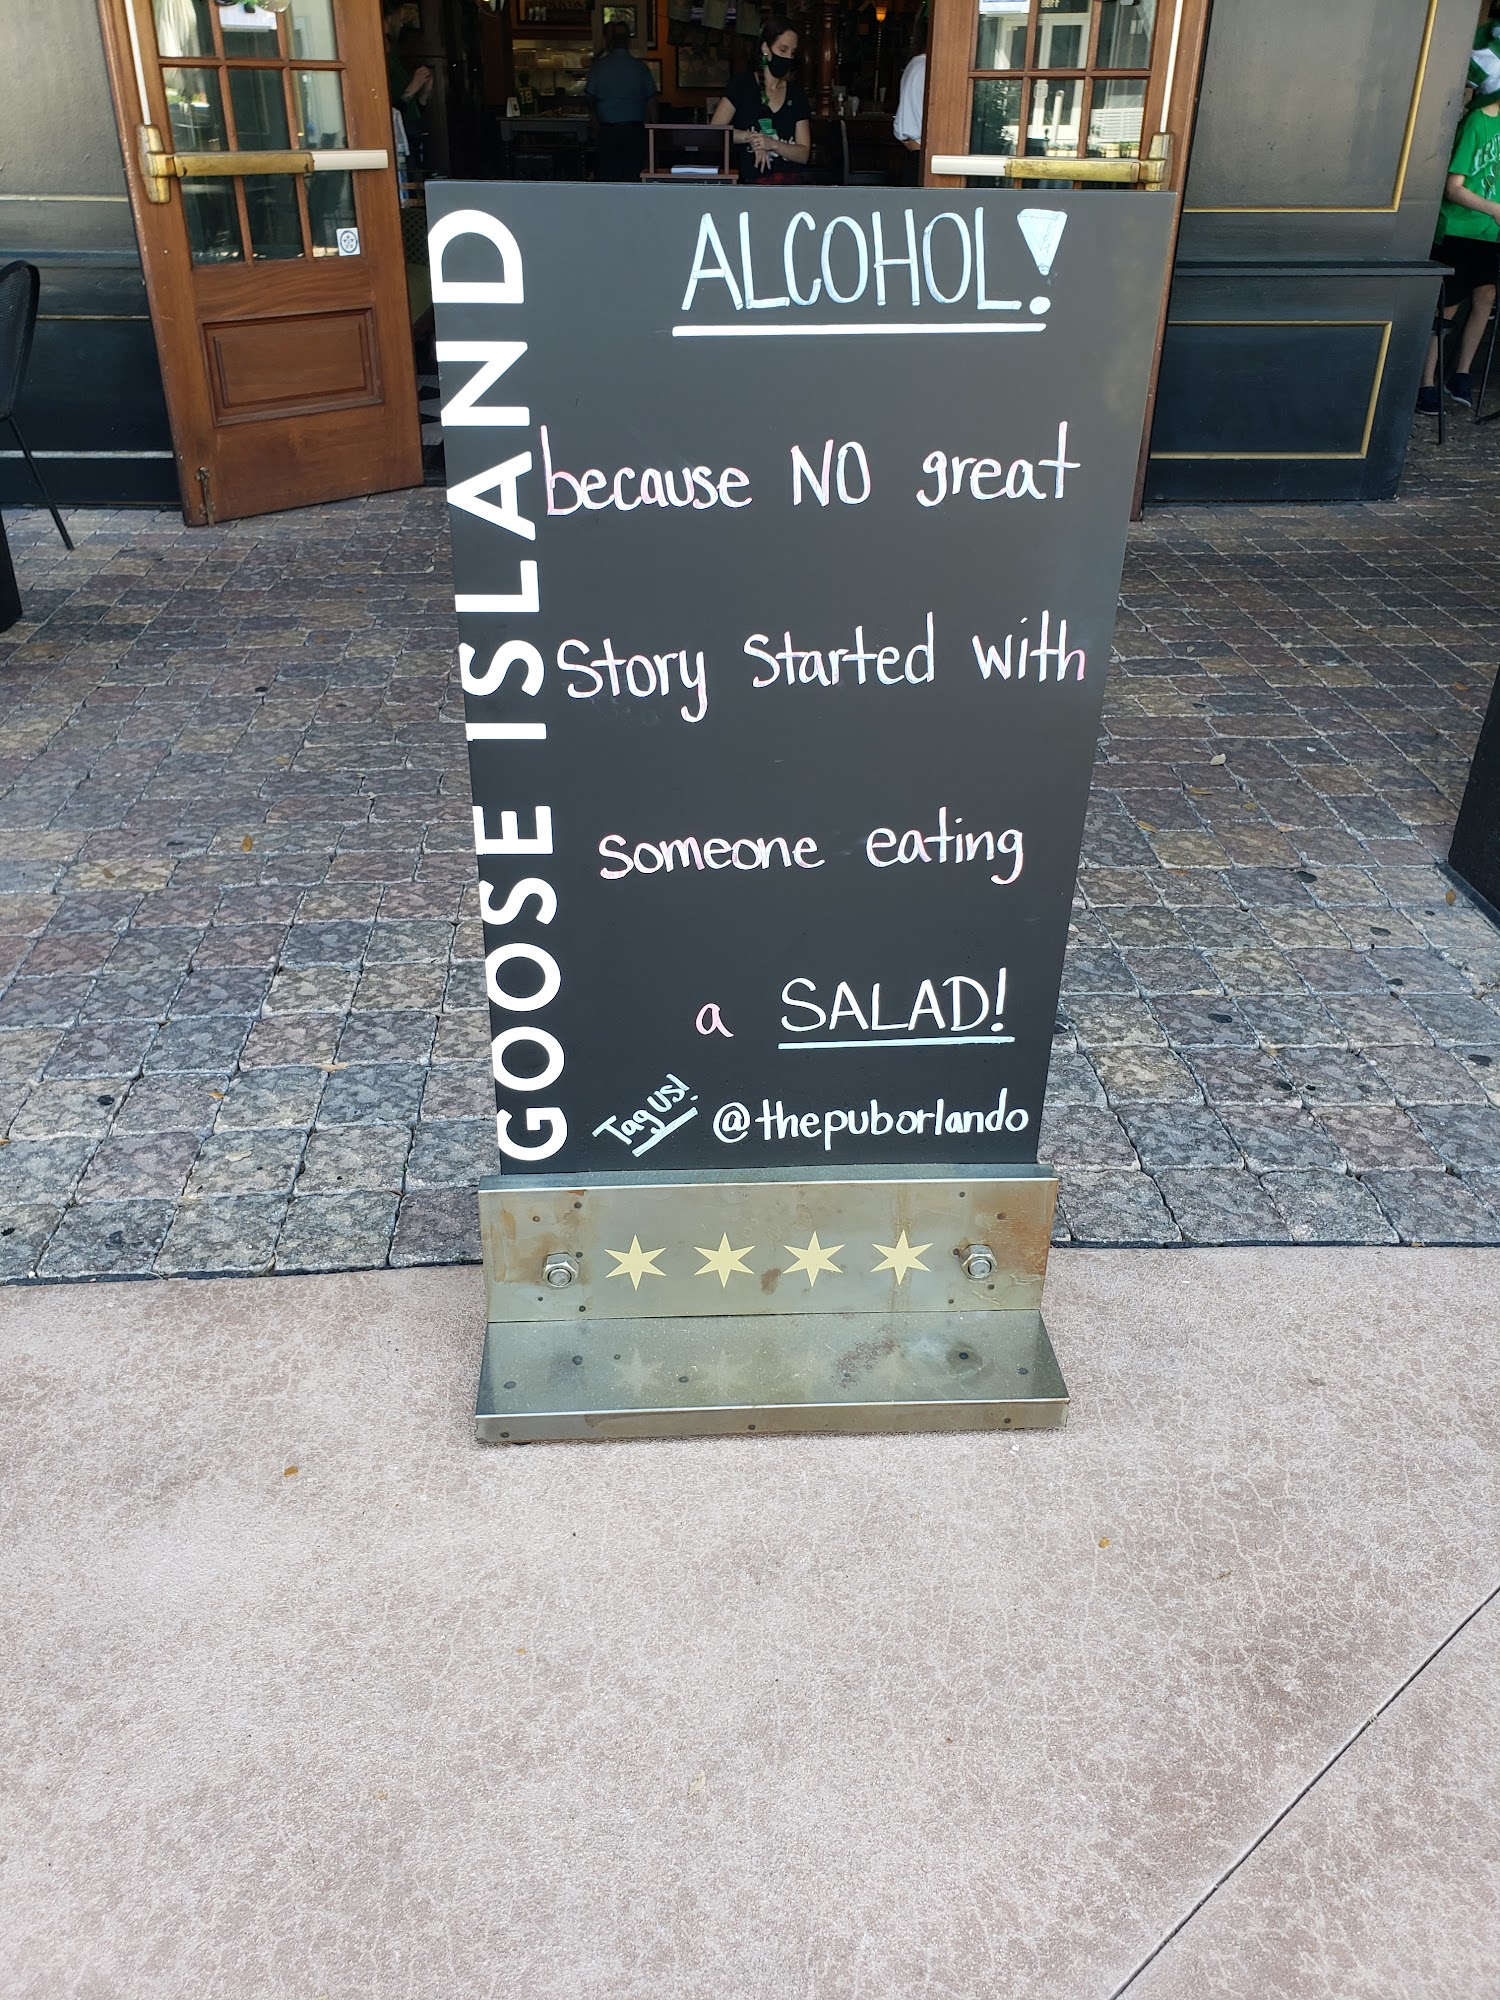 GOOSE ISLAND
ALCOHOL!
because NO great
Story Started with
Someone eating
a SALAD!
Tag US!
@thepuborlando